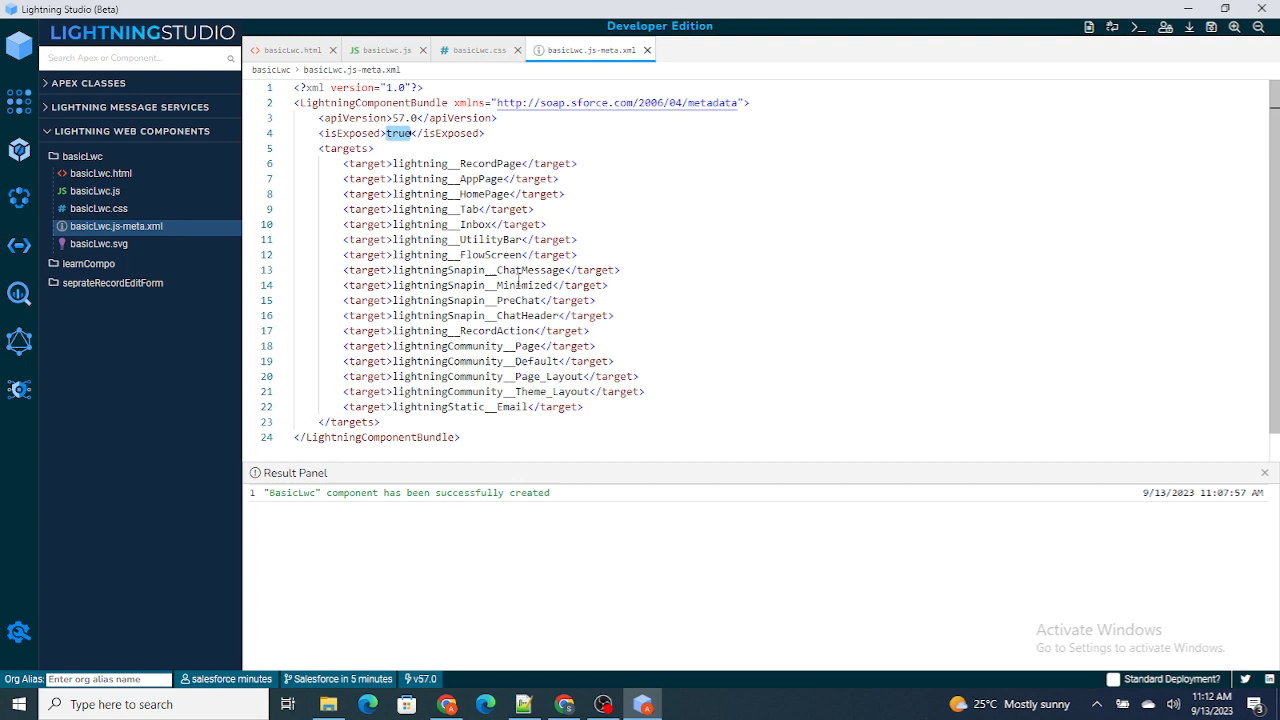 Lightning Studio (Beta)
LIGHTNINGSTUDIO
Developer Edition
Search Apex or Component...
basicLwc.html
basicLwc.js
basicLwc.css
basicLwc.js-meta.xml
basicLwc > basicLwc.js-meta.xml
APEX CLASSES
LIGHTNING MESSAGE SERVICES
LIGHTNING WEB COMPONENTS
basicLwc
<> basicLwc.html
JS basicLwc.js
# basicLwc.css
basicLwc.js-meta.xml
basicLwc.svg
learnCompo
seprateRecordEditForm
1 <?xml version="1.0"?>
2 <LightningComponentBundle xmlns="http://soap.sforce.com/2006/04/metadata">
3 <apiVersion>57.0</apiVersion>
4 <isExposed>true</isExposed>
5 <targets>
6 <target>lightning__RecordPage</target>
7 <target>lightning__AppPage</target>
8 <target>lightning__HomePage</target>
9 <target>lightning__Tab</target>
10 <target>lightning__Inbox</target>
11 <target>lightning__UtilityBar</target>
12 <target>lightning__FlowScreen</target>
13 <target>lightningSnapin__ChatMessage</target>
14 <target>lightningSnapin__Minimized</target>
15 <target>lightningSnapin__PreChat</target>
16 <target>lightningSnapin__ChatHeader</target>
17 <target>lightning__RecordAction</target>
18 <target>lightningCommunity__Page</target>
19 <target>lightningCommunity__Default</target>
20 <target>lightningCommunity__Page_Layout</target>
21 <target>lightningCommunity__Theme_Layout</target>
22 <target>lightningStatic__Email</target>
23 </targets>
24 </LightningComponentBundle>
Result Panel
1 "BasicLwc" component has been successfully created 9/13/2023 11:07:57 AM
Activate Windows
Go to Settings to activate Windows.
Org Alias: Enter org alias name salesforce minutes Salesforce in 5 minutes v57.0 Standard Deployment?
Type here to search
25°C Mostly sunny
11:12 AM
9/13/2023
3